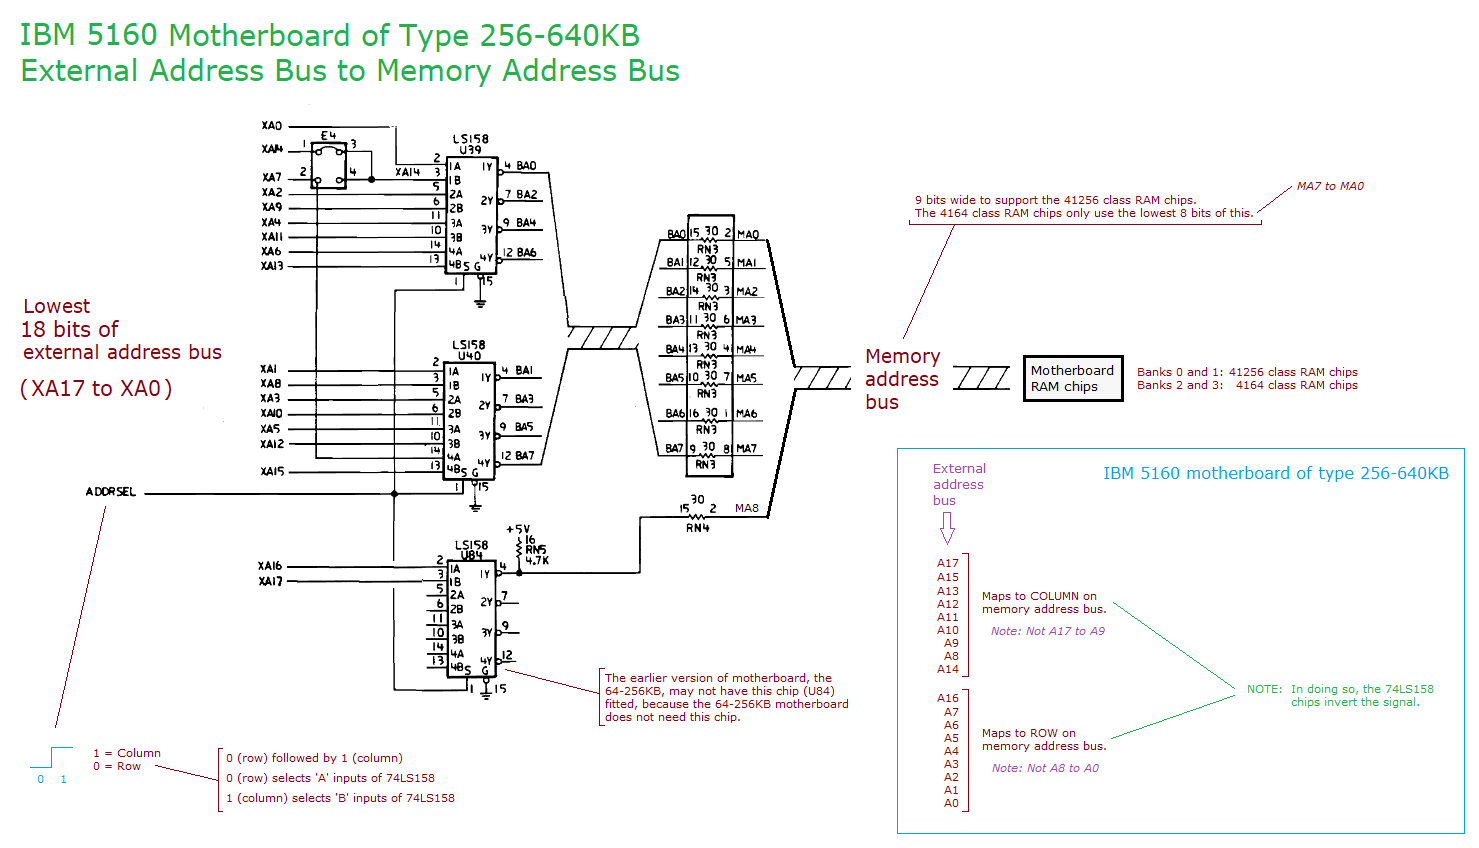 IBM 5160 Motherboard of Type 256-640KB
External Address Bus to Memory Address Bus
XA0
XA14
XA7
XA2
XA9
XA4
XA11
XA6
XA13
E4
1 3
2 4
XA14
LS158
U39
2 1A 1Y 4 BA0
3 1B
5 2A 2Y 7 BA2
6 2B
11 3A 3Y 9 BA4
10 3B
14 4A 4Y 12 BA6
13 4B S G
1 15
Lowest
18 bits of
external address bus
(XA17 to XA0)
XA1
XA8
XA3
XA10
XA5
XA12
XA15
LS158
U40
2 1A 1Y 4 BA1
3 1B
5 2A 2Y 7 BA3
6 2B
11 3A 3Y 9 BA5
10 3B
14 4A 4Y 12 BA7
13 4B S G
1 15
ADDRSEL
XA16
XA17
LS158
U84
2 1A 1Y 4
3 1B
5 2A 2Y 7
6 2B
11 3A 3Y 9
10 3B
14 4A 4Y 12
13 4B S G
1 15
+5V
16
RN5
4.7K
BA0 15 30 2 MA0
RN3
BA1 12 30 5 MA1
RN3
BA2 14 30 3 MA2
RN3
BA3 11 30 6 MA3
RN3
BA4 13 30 4 MA4
RN3
BA5 10 30 7 MA5
RN3
BA6 16 30 1 MA6
RN3
BA7 9 30 8 MA7
RN3
15 30 2 MA8
RN4
MA7 to MA0
9 bits wide to support the 41256 class RAM chips.
The 4164 class RAM chips only use the lowest 8 bits of this.
Memory
address
bus
Motherboard
RAM chips
Banks 0 and 1: 41256 class RAM chips
Banks 2 and 3: 4164 class RAM chips
The earlier version of motherboard, the
64-256KB, may not have this chip (U84)
fitted, because the 64-256KB motherboard
does not need this chip.
0 1
1 = Column
0 = Row
0 (row) followed by 1 (column)
0 (row) selects 'A' inputs of 74LS158
1 (column) selects 'B' inputs of 74LS158
IBM 5160 motherboard of type 256-640KB
External
address
bus
A17
A15
A13
A12
A11
A10
A9
A8
A14
Maps to COLUMN on
memory address bus.
Note: Not A17 to A9
A16
A7
A6
A5
A4
A3
A2
A1
A0
Maps to ROW on
memory address bus.
Note: Not A8 to A0
NOTE: In doing so, the 74LS158
chips invert the signal.